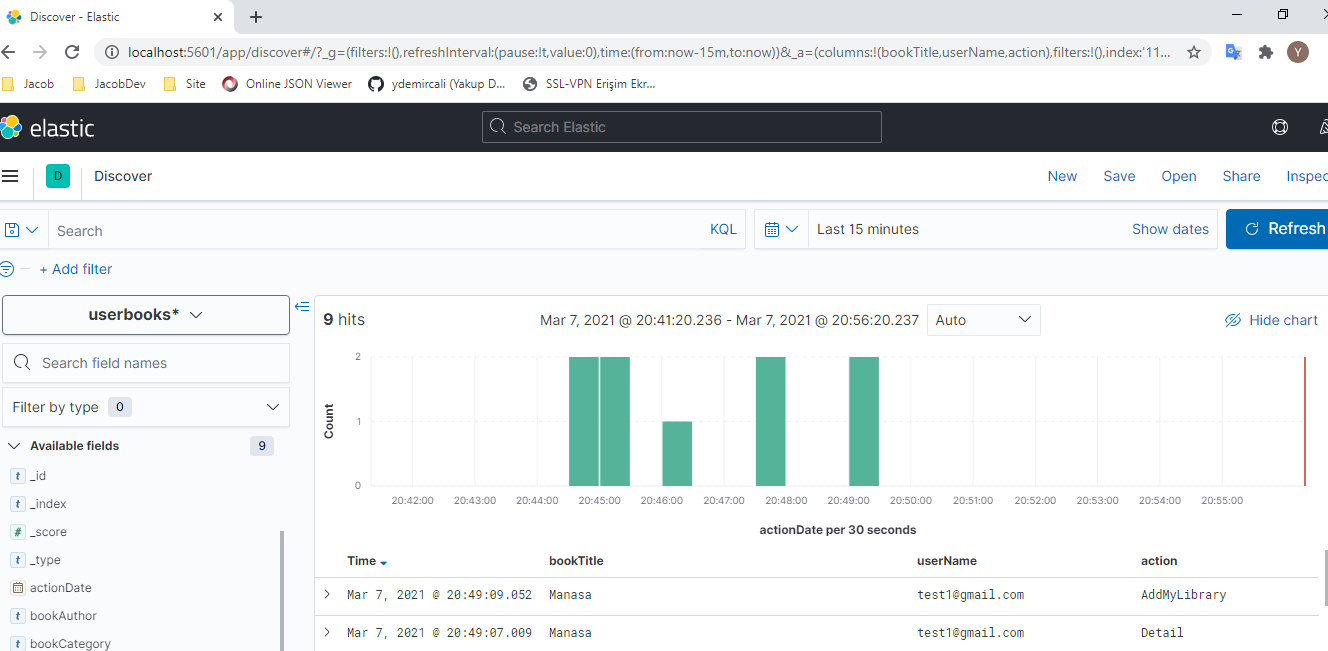 Discover - Elastic
localhost:5601/app/discover#/?_g=(filters:!(),refreshInterval:(pause:!t,value:0),time:(from:now-15m,to:now))&_a=(columns:!(bookTitle,userName,action),filters:!(),index:'11...
Y
Jacob JacobDev Site Online JSON Viewer ydemircali (Yakup D... SSL-VPN Erişim Ekr...
elastic Search Elastic
D Discover New Save Open Share Inspec
Search KQL Last 15 minutes Show dates Refresh
+ Add filter
userbooks*
9 hits Mar 7, 2021 @ 20:41:20.236 - Mar 7, 2021 @ 20:56:20.237 Auto Hide chart
Search field names
Filter by type 0
Available fields 9
t _id
t _index
# _score
t _type
actionDate
t bookAuthor
t bookCategory
Count
2
1
0
20:42:00 20:43:00 20:44:00 20:45:00 20:46:00 20:47:00 20:48:00 20:49:00 20:50:00 20:51:00 20:52:00 20:53:00 20:54:00 20:55:00
actionDate per 30 seconds
Time bookTitle userName action
Mar 7, 2021 @ 20:49:09.052 Manasa test1@gmail.com AddMyLibrary
Mar 7, 2021 @ 20:49:07.009 Manasa test1@gmail.com Detail